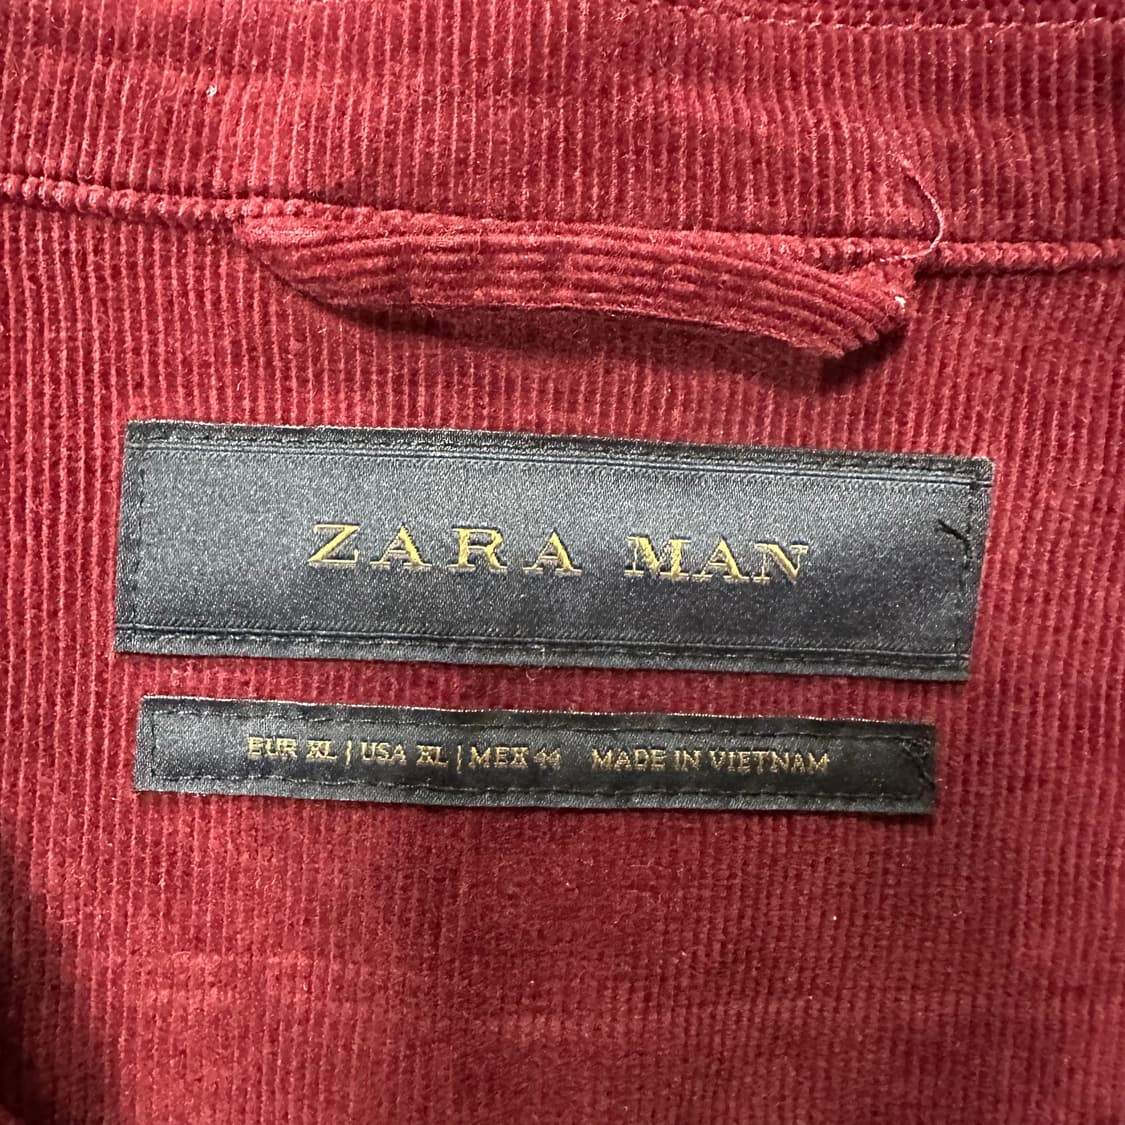 ZARA MAN
EUR XL | USA XL | MEX 44 MADE IN VIETNAM